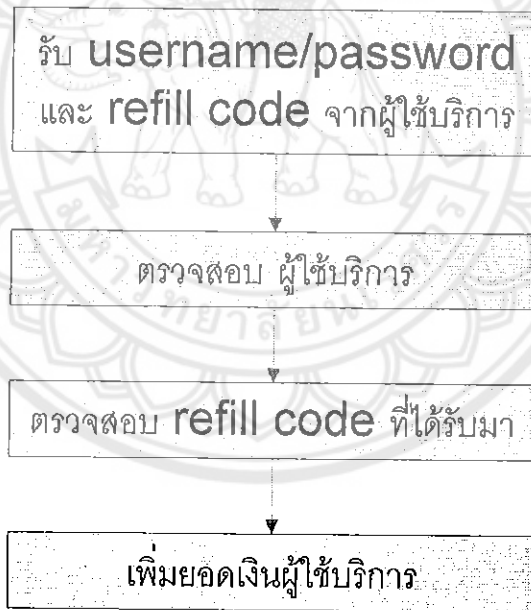 รับ username/password
และ refill code จากผู้ใช้บริการ
ตรวจสอบ ผู้ใช้บริการ
ตรวจสอบ refill code ที่ได้รับมา
เพิ่มยอดเงินผู้ใช้บริการ